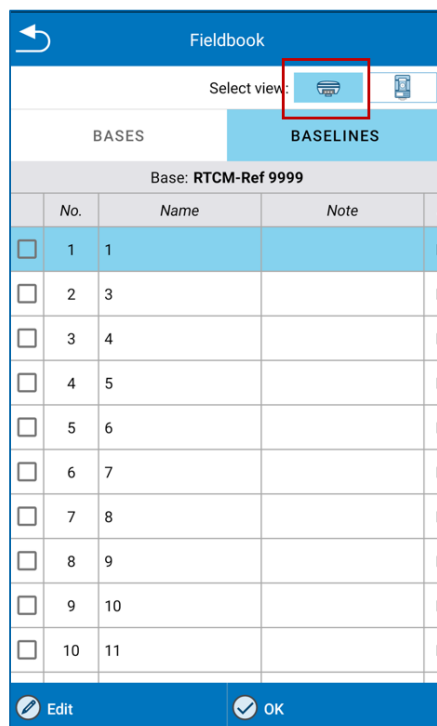 Fieldbook
Select view:
BASES BASELINES
Base: RTCM-Ref 9999
No. Name Note
1 1
2 3
3 4
4 5
5 6
6 7
7 8
8 9
9 10
10 11
Edit OK